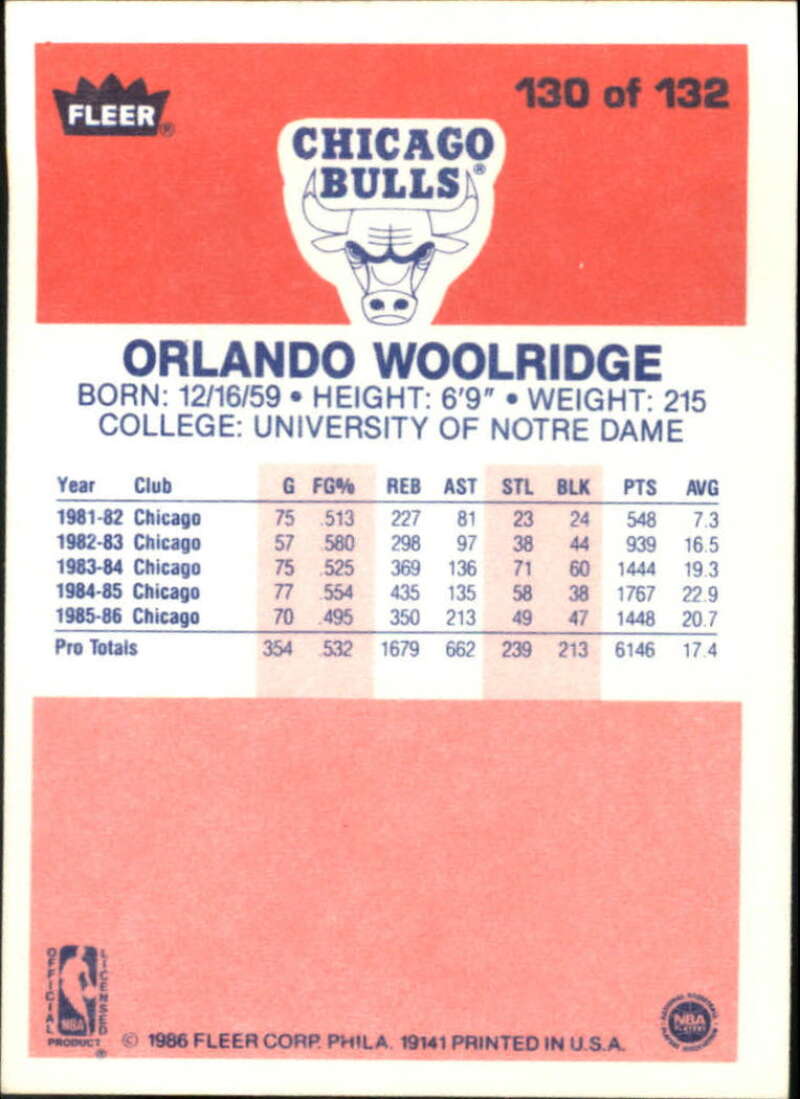 FLEER®
130 of 132
CHICAGO
BULLS®
ORLANDO WOOLRIDGE
BORN: 12/16/59 • HEIGHT: 6'9" • WEIGHT: 215
COLLEGE: UNIVERSITY OF NOTRE DAME
Year Club G FG% REB AST STL BLK PTS AVG
1981-82 Chicago 75 .513 227 81 23 24 548 7.3
1982-83 Chicago 57 .580 298 97 38 44 939 16.5
1983-84 Chicago 75 .525 369 136 71 60 1444 19.3
1984-85 Chicago 77 .554 435 135 58 38 1767 22.9
1985-86 Chicago 70 .495 350 213 49 47 1448 20.7
Pro Totals 354 .532 1679 662 239 213 6146 17.4
OFFICIAL
LICENSED
NBA
PRODUCT ®
© 1986 FLEER CORP. PHILA. 19141 PRINTED IN U.S.A.
NATIONAL BASKETBALL
NBA
PLAYERS
ASSOCIATION